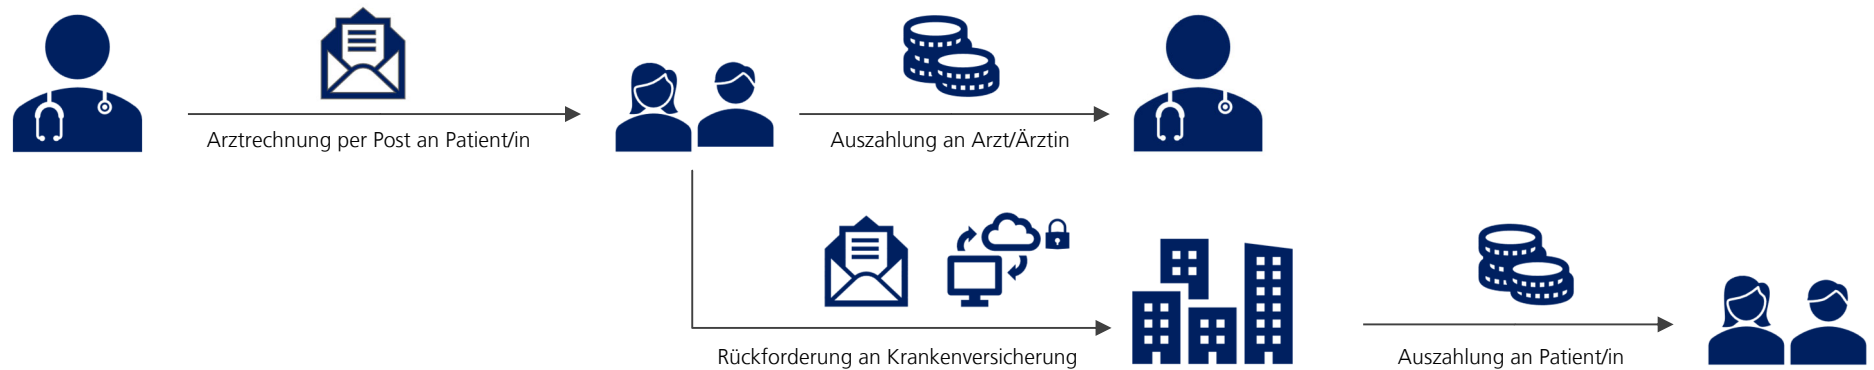 Arztrechnung per Post an Patient/in
Auszahlung an Arzt/Ärztin
Rückforderung an Krankenversicherung
Auszahlung an Patient/in